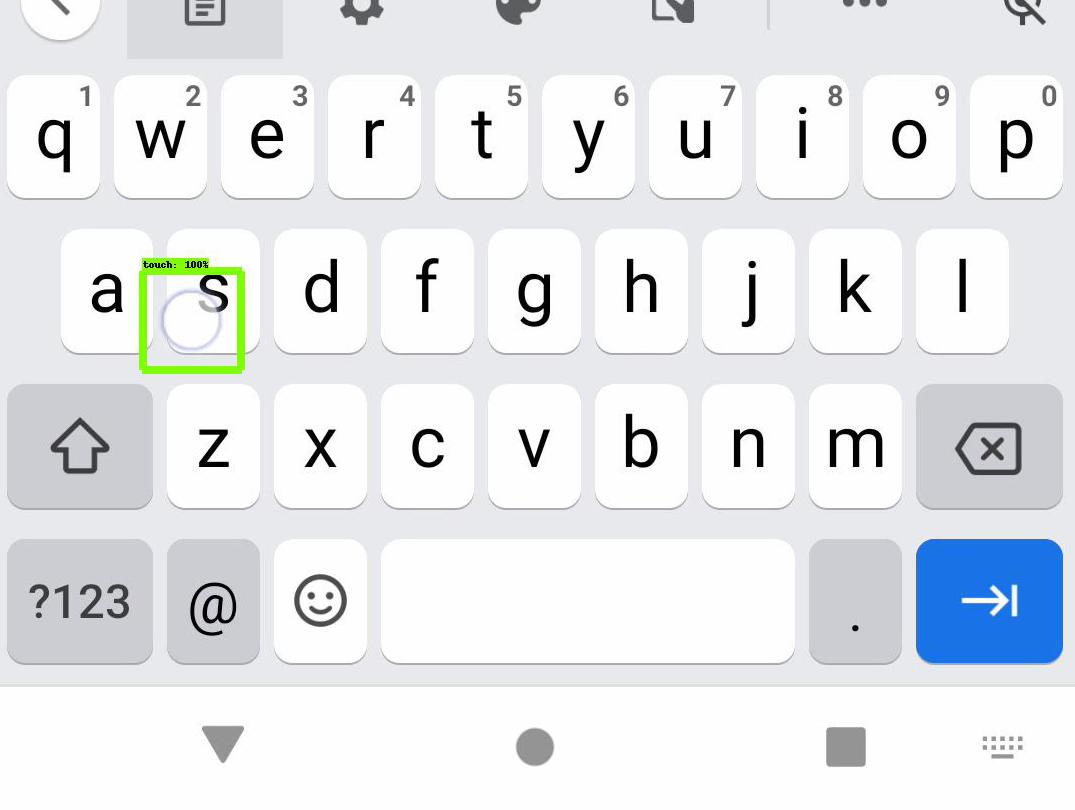 1 2 3 4 5 6 7 8 9 0
q w e r t y u i o p
touch: 100%
a s d f g h j k l
z x c v b n m
?123 @ .